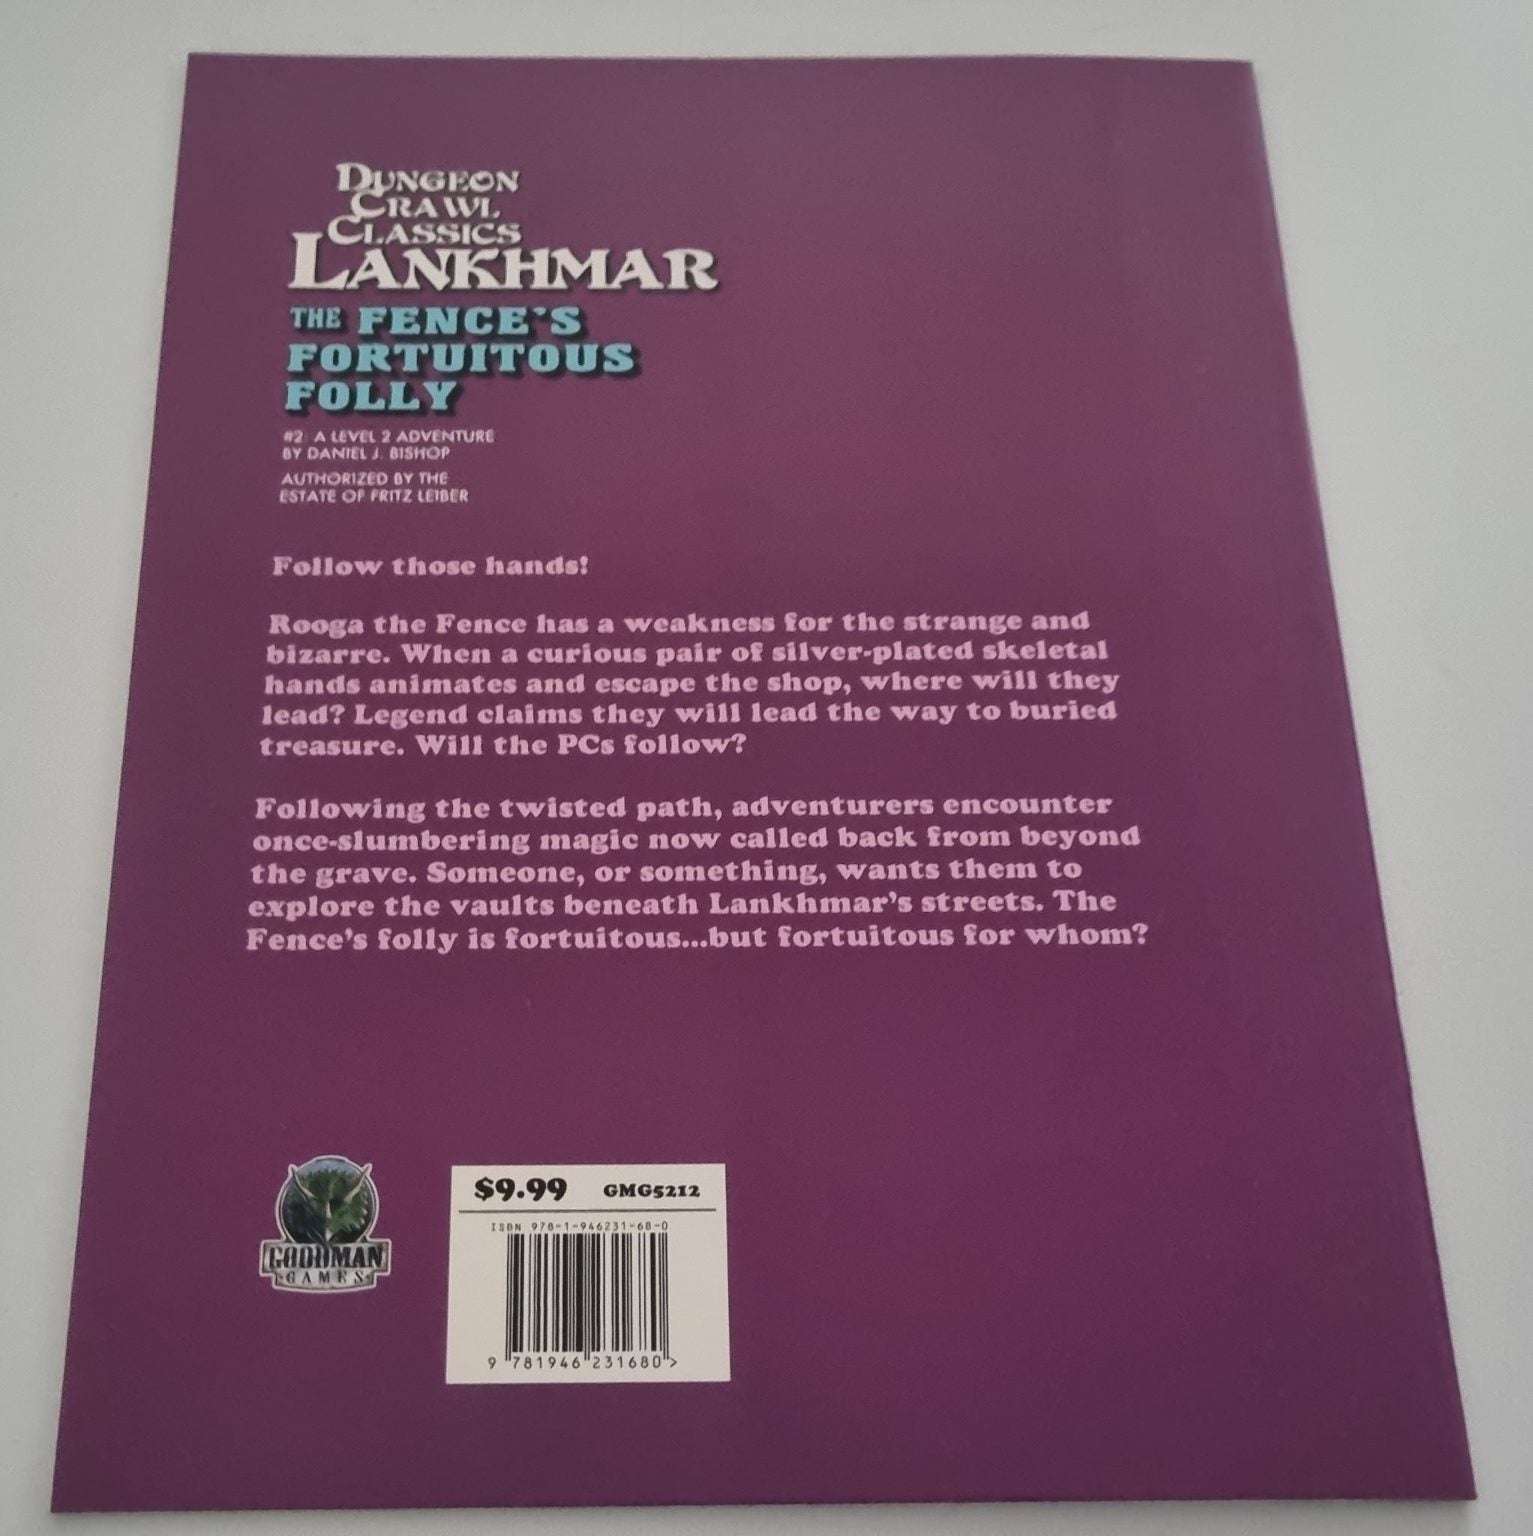 DUNGEON
CRAWL
CLASSICS
LANKHMAR
THE FENCE'S
FORTUITOUS
FOLLY
#2 A LEVEL 2 ADVENTURE
BY DANIEL J. BISHOP
AUTHORIZED BY THE
ESTATE OF FRITZ LEIBER
Follow those hands!
Rooga the Fence has a weakness for the strange and
bizarre. When a curious pair of silver-plated skeletal
hands animates and escape the shop, where will they
lead? Legend claims they will lead the way to buried
treasure. Will the PCs follow?
Following the twisted path, adventurers encounter
once-slumbering magic now called back from beyond
the grave. Someone, or something, wants them to
explore the vaults beneath Lankhmar's streets. The
Fence's folly is fortuitous...but fortuitous for whom?
GOODMAN
GAMES
$9.99 GMG5212
ISBN 978-1-946231-68-0
9 781946 231680 >